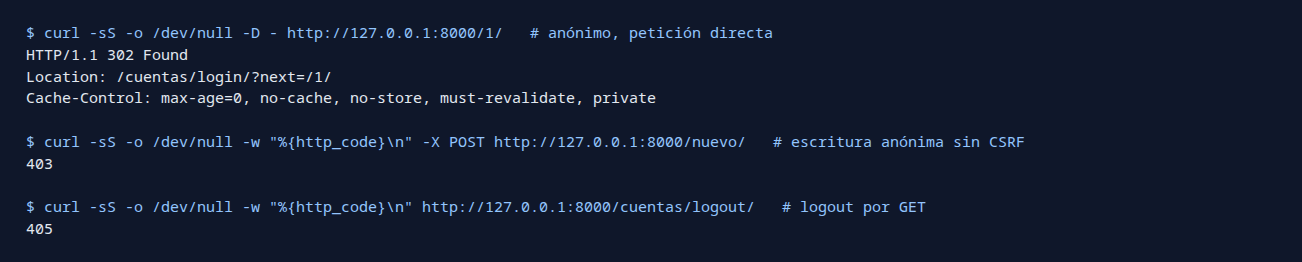 $ curl -sS -o /dev/null -D - http://127.0.0.1:8000/1/   # anónimo, petición directa
HTTP/1.1 302 Found
Location: /cuentas/login/?next=/1/
Cache-Control: max-age=0, no-cache, no-store, must-revalidate, private
$ curl -sS -o /dev/null -w "%{http_code}\n" -X POST http://127.0.0.1:8000/nuevo/   # escritura anónima sin CSRF
403
$ curl -sS -o /dev/null -w "%{http_code}\n" http://127.0.0.1:8000/cuentas/logout/   # logout por GET
405